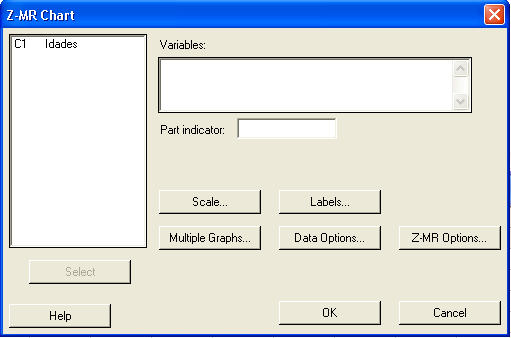 Z-MR Chart
C1 Idades
Variables:
Part indicator:
Scale...
Labels...
Multiple Graphs...
Data Options...
Z-MR Options...
Select
Help
OK
Cancel